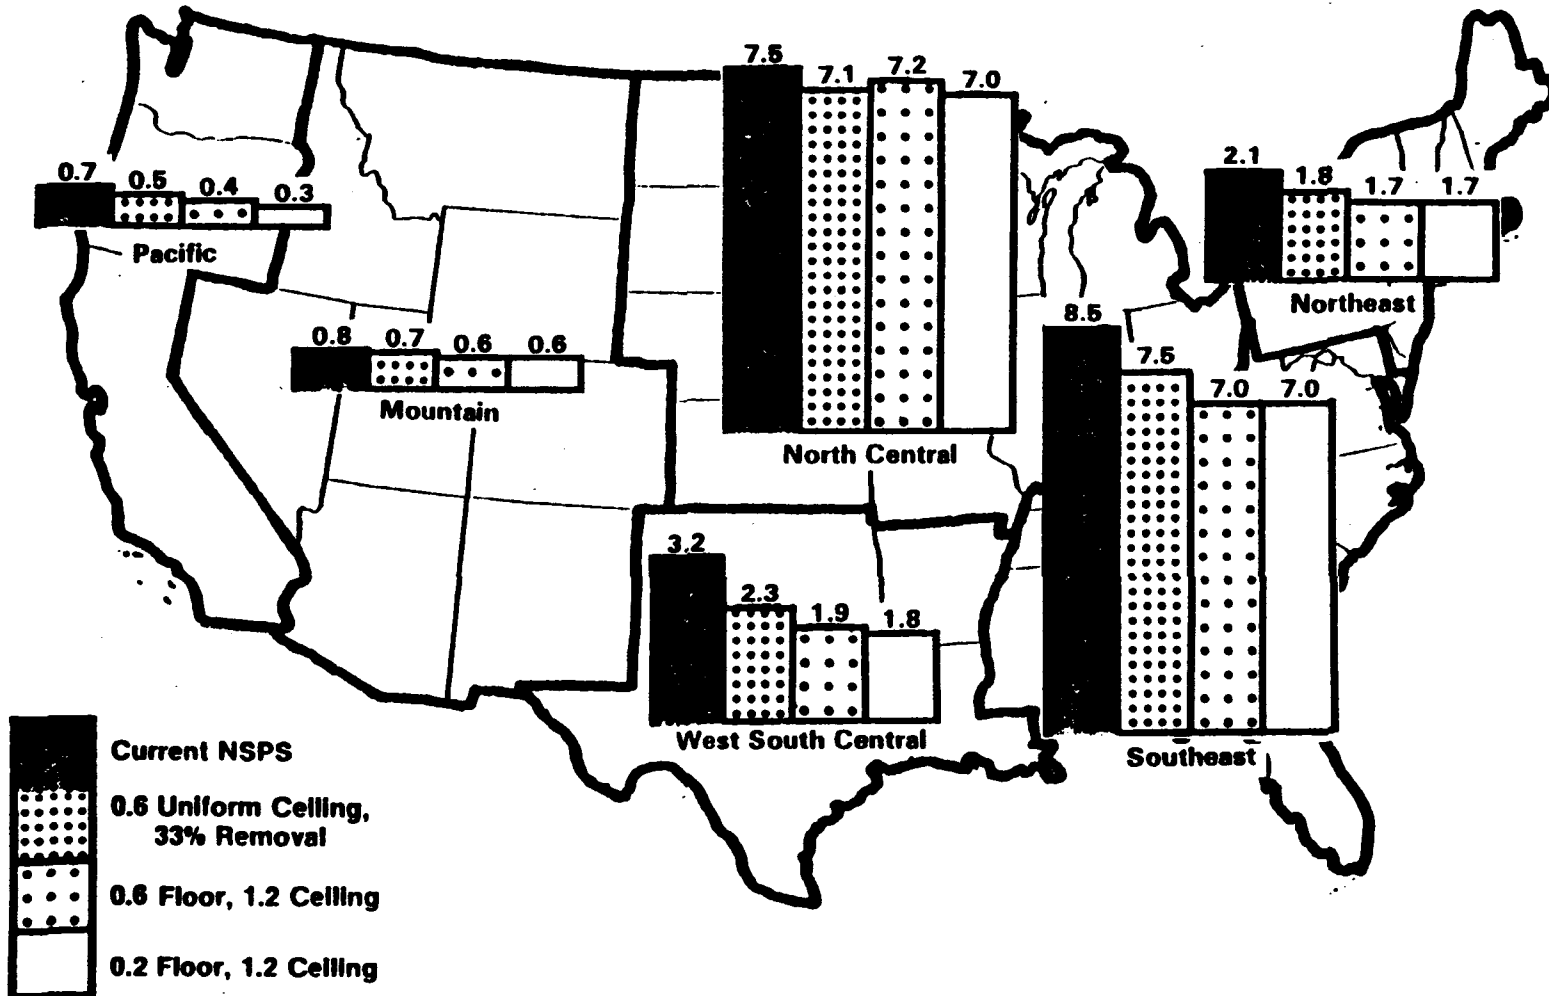 7.5
7.1
7.2
7.0
0.7
0.5
0.4
0.3
Pacific
2.1
1.8
1.7
1.7
Northeast
0.8
0.7
0.6
0.6
Mountain
North Central
8.5
7.5
7.0
7.0
Southeast
3.2
2.3
1.9
1.8
West South Central
Current NSPS
0.6 Uniform Ceiling,
33% Removal
0.6 Floor, 1.2 Ceiling
0.2 Floor, 1.2 Ceiling